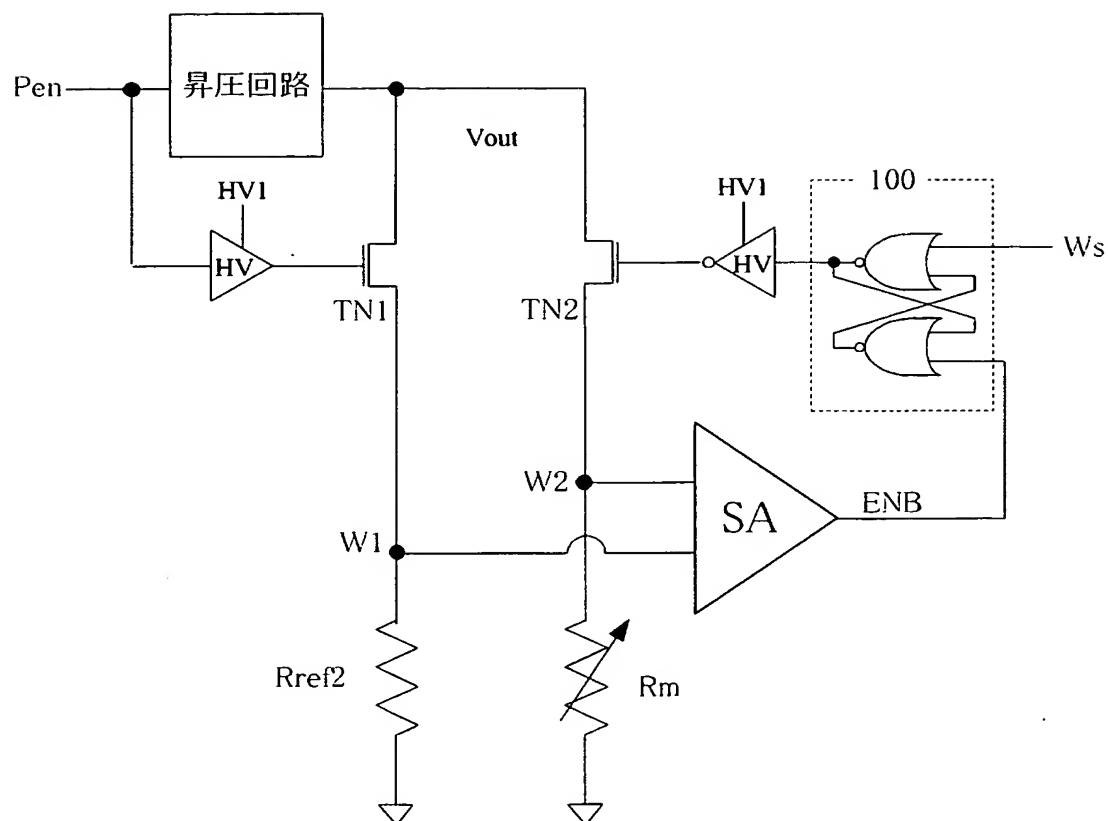 Pen
昇圧回路
Vout
HV1
HV
TN1
HV1
HV
TN2
100
Ws
W2
W1
SA
ENB
Rref2
Rm